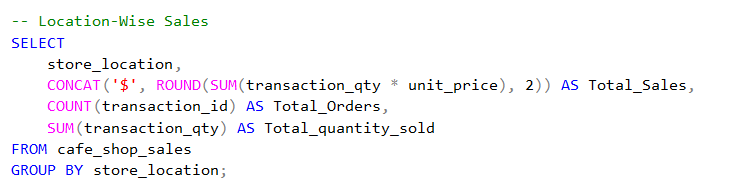 -- Location-Wise Sales
SELECT
    store_location,
    CONCAT('$', ROUND(SUM(transaction_qty * unit_price), 2)) AS Total_Sales,
    COUNT(transaction_id) AS Total_Orders,
    SUM(transaction_qty) AS Total_quantity_sold
FROM cafe_shop_sales
GROUP BY store_location;